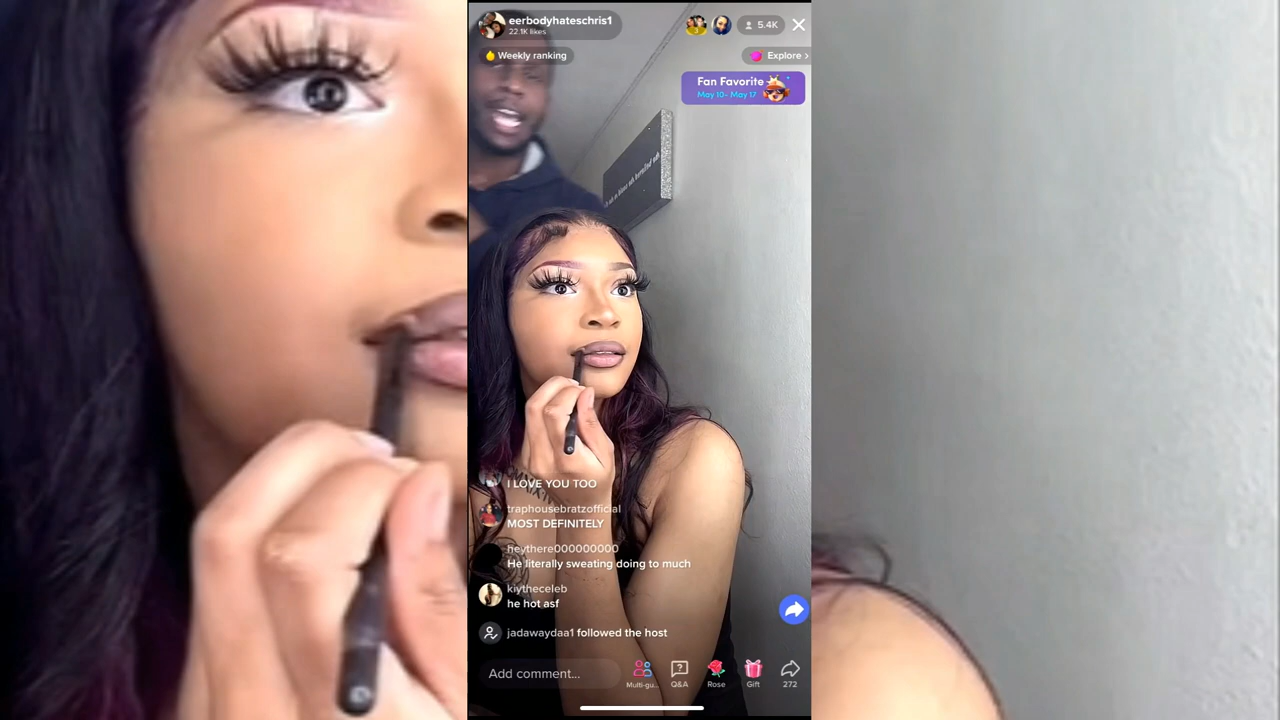 eerbodyhateschris1
22.1K likes
5.4K
Weekly ranking
Explore
Fan Favorite
May 10- May 17
I LOVE YOU TOO
traphousebratzofficial
MOST DEFINITELY
heythere000000000
He literally sweating doing to much
kiytheceleb
he hot asf
jadawaydaa1 followed the host
Add comment...
Multi-gu...
Q&A
Rose
Gift
272